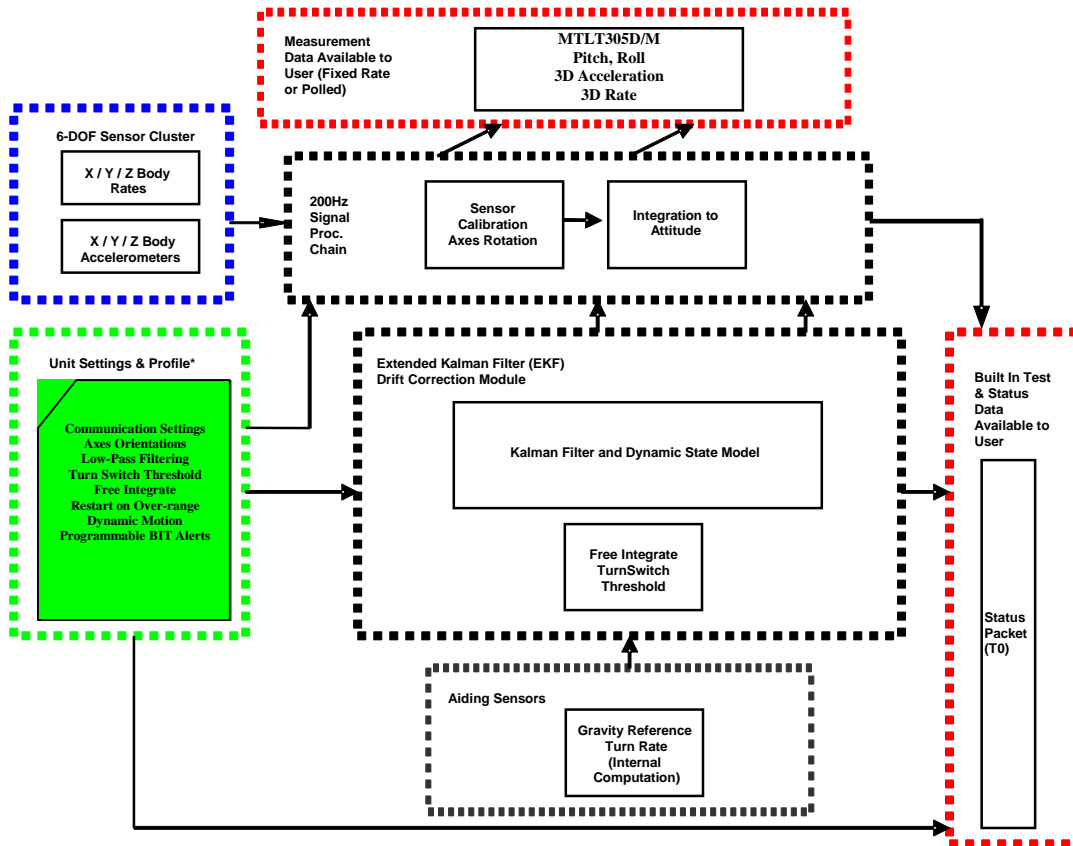 Measurement
Data Available to
User (Fixed Rate
or Polled)
MTLT305D/M
Pitch, Roll
3D Acceleration
3D Rate
6-DOF Sensor Cluster
X / Y / Z Body
Rates
X / Y / Z Body
Accelerometers
200Hz
Signal
Proc.
Chain
Sensor
Calibration
Axes Rotation
Integration to
Attitude
Unit Settings & Profile*
Communication Settings
Axes Orientations
Low-Pass Filtering
Turn Switch Threshold
Free Integrate
Restart on Over-range
Dynamic Motion
Programmable BIT Alerts
Extended Kalman Filter (EKF)
Drift Correction Module
Kalman Filter and Dynamic State Model
Free Integrate
TurnSwitch
Threshold
Built In Test
& Status
Data
Available to
User
Status
Packet
(T0)
Aiding Sensors
Gravity Reference
Turn Rate
(Internal
Computation)